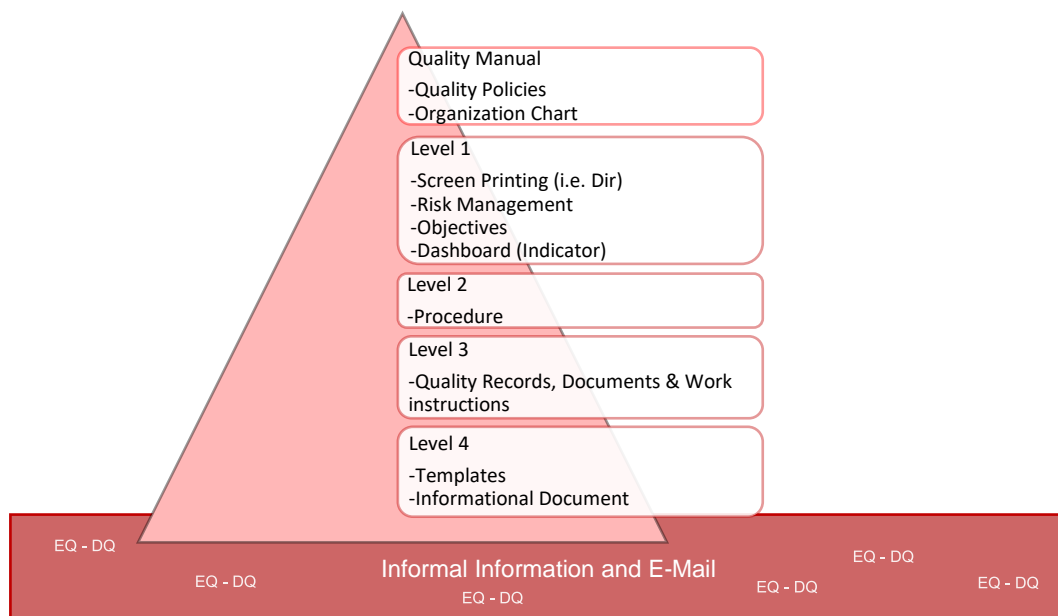 Quality Manual
-Quality Policies
-Organization Chart
Level 1
-Screen Printing (i.e. Dir)
-Risk Management
-Objectives
-Dashboard (Indicator)
Level 2
-Procedure
Level 3
-Quality Records, Documents & Work
instructions
Level 4
-Templates
-Informational Document
EQ - DQ
EQ - DQ
Informal Information and E-Mail
EQ - DQ
EQ - DQ
EQ - DQ
EQ - DQ